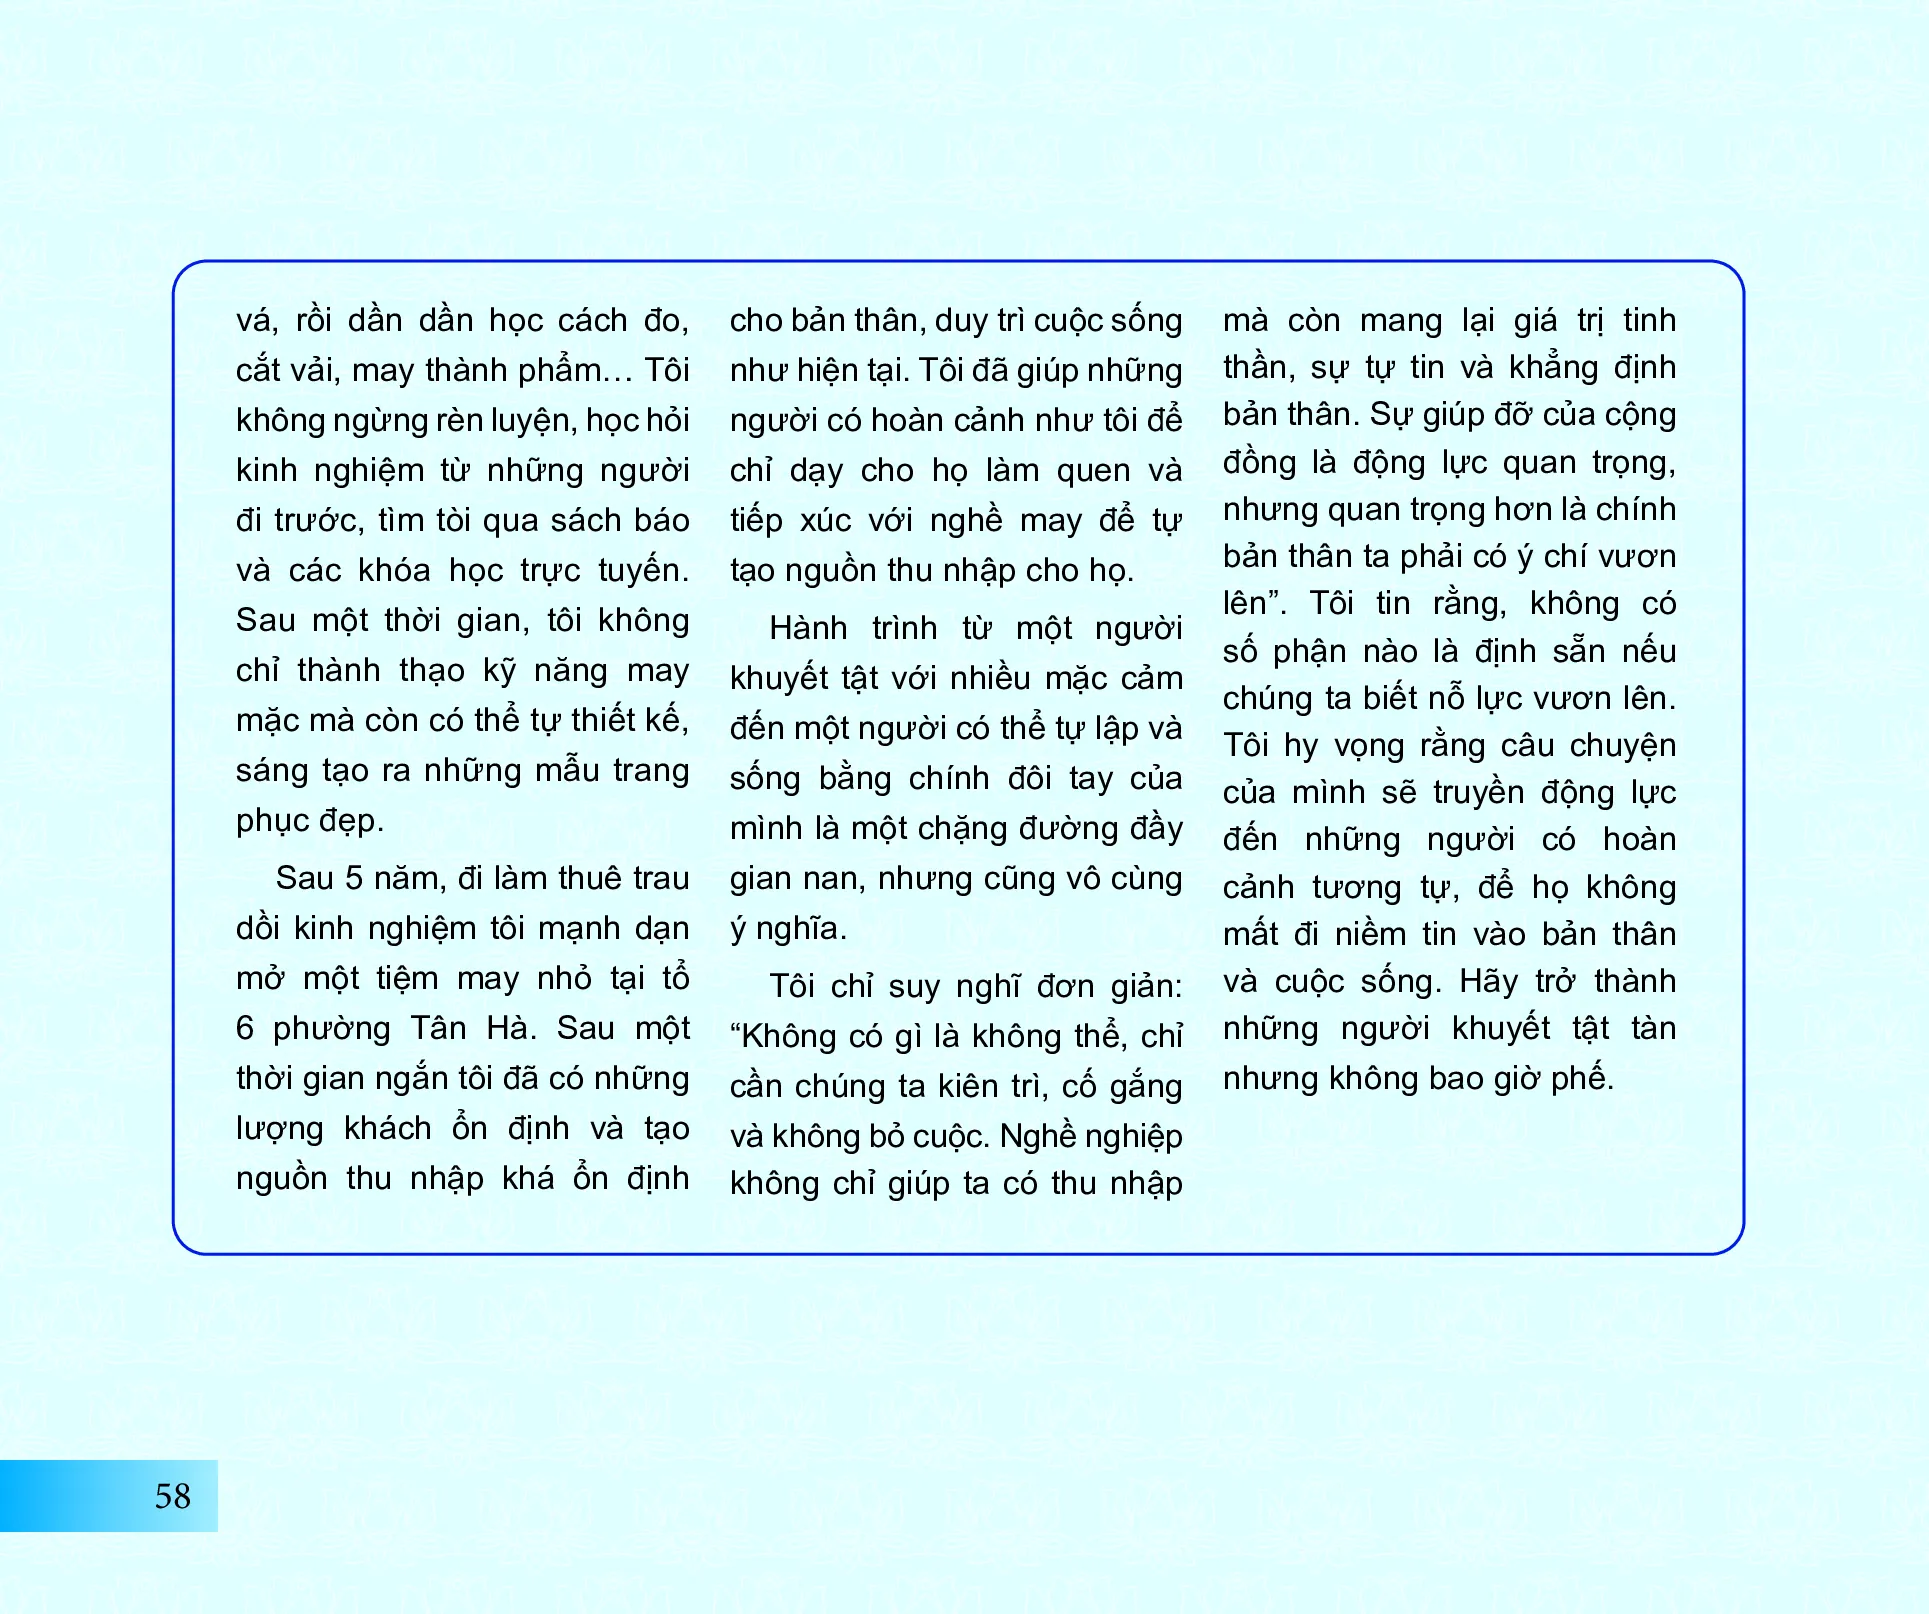 vá, rồi dần dần học cách đo,
cắt vải, may thành phẩm… Tôi
không ngừng rèn luyện, học hỏi
kinh nghiệm từ những người
đi trước, tìm tòi qua sách báo
và các khóa học trực tuyến.
Sau một thời gian, tôi không
chỉ thành thạo kỹ năng may
mặc mà còn có thể tự thiết kế,
sáng tạo ra những mẫu trang
phục đẹp.
Sau 5 năm, đi làm thuê trau
dồi kinh nghiệm tôi mạnh dạn
mở một tiệm may nhỏ tại tổ
6 phường Tân Hà. Sau một
thời gian ngắn tôi đã có những
lượng khách ổn định và tạo
nguồn thu nhập khá ổn định
cho bản thân, duy trì cuộc sống
như hiện tại. Tôi đã giúp những
người có hoàn cảnh như tôi để
chỉ dạy cho họ làm quen và
tiếp xúc với nghề may để tự
tạo nguồn thu nhập cho họ.
Hành trình từ một người
khuyết tật với nhiều mặc cảm
đến một người có thể tự lập và
sống bằng chính đôi tay của
mình là một chặng đường đầy
gian nan, nhưng cũng vô cùng
ý nghĩa.
Tôi chỉ suy nghĩ đơn giản:
“Không có gì là không thể, chỉ
cần chúng ta kiên trì, cố gắng
và không bỏ cuộc. Nghề nghiệp
không chỉ giúp ta có thu nhập
mà còn mang lại giá trị tinh
thần, sự tự tin và khẳng định
bản thân. Sự giúp đỡ của cộng
đồng là động lực quan trọng,
nhưng quan trọng hơn là chính
bản thân ta phải có ý chí vươn
lên”. Tôi tin rằng, không có
số phận nào là định sẵn nếu
chúng ta biết nỗ lực vươn lên.
Tôi hy vọng rằng câu chuyện
của mình sẽ truyền động lực
đến những người có hoàn
cảnh tương tự, để họ không
mất đi niềm tin vào bản thân
và cuộc sống. Hãy trở thành
những người khuyết tật tàn
nhưng không bao giờ phế.
58